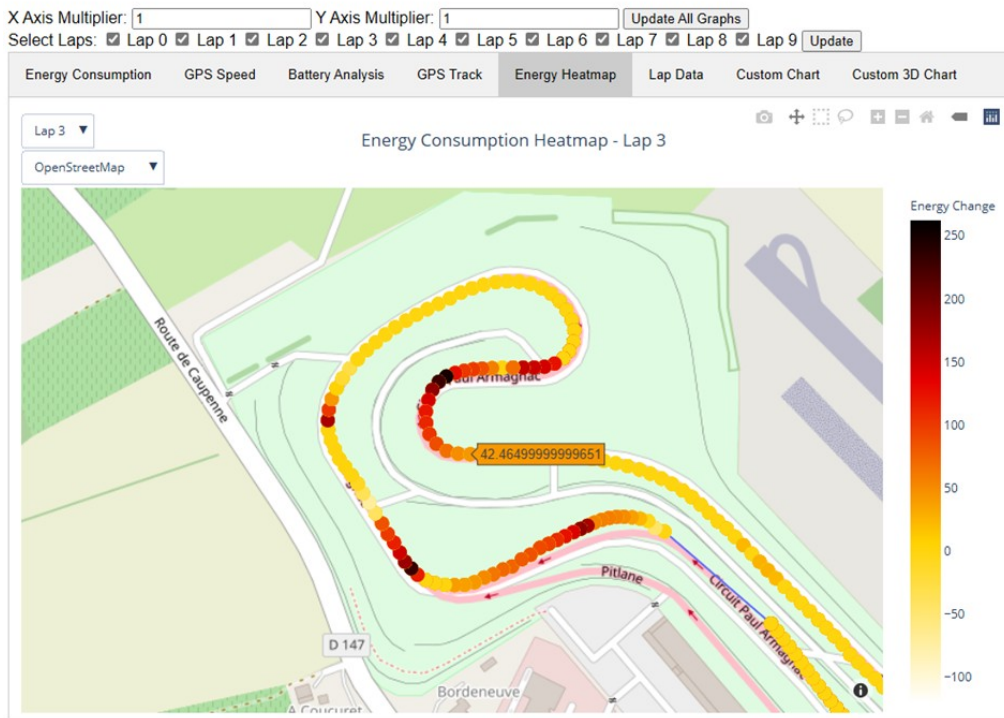 X Axis Multiplier: 1 Y Axis Multiplier: 1 Update All Graphs
Select Laps: Lap 0 Lap 1 Lap 2 Lap 3 Lap 4 Lap 5 Lap 6 Lap 7 Lap 8 Lap 9 Update
Energy Consumption GPS Speed Battery Analysis GPS Track Energy Heatmap Lap Data Custom Chart Custom 3D Chart
Lap 3
Energy Consumption Heatmap - Lap 3
OpenStreetMap
Energy Change
250
200
150
100
50
0
−50
−100
Route de Caupenne
Paul Armagnac
42.46499999999651
Pitlane
Circuit Paul Armagnac
D 147
Bordeneuve
A Coucuret